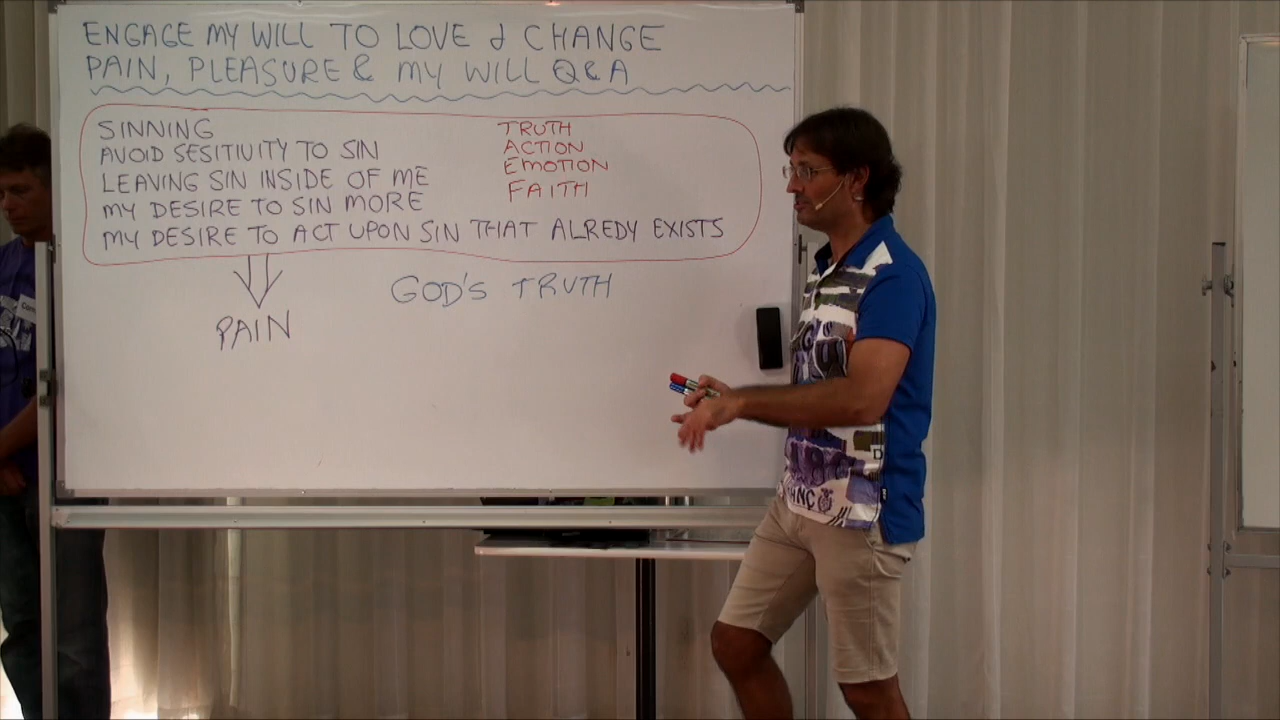 ENGAGE MY WILL TO LOVE & CHANGE
PAIN, PLEASURE & MY WILL Q&A
SINNING
AVOID SESITIVITY TO SIN
LEAVING SIN INSIDE OF ME
MY DESIRE TO SIN MORE
MY DESIRE TO ACT UPON SIN THAT ALREDY EXISTS
TRUTH
ACTION
EMOTION
FAITH
GOD'S TRUTH
PAIN